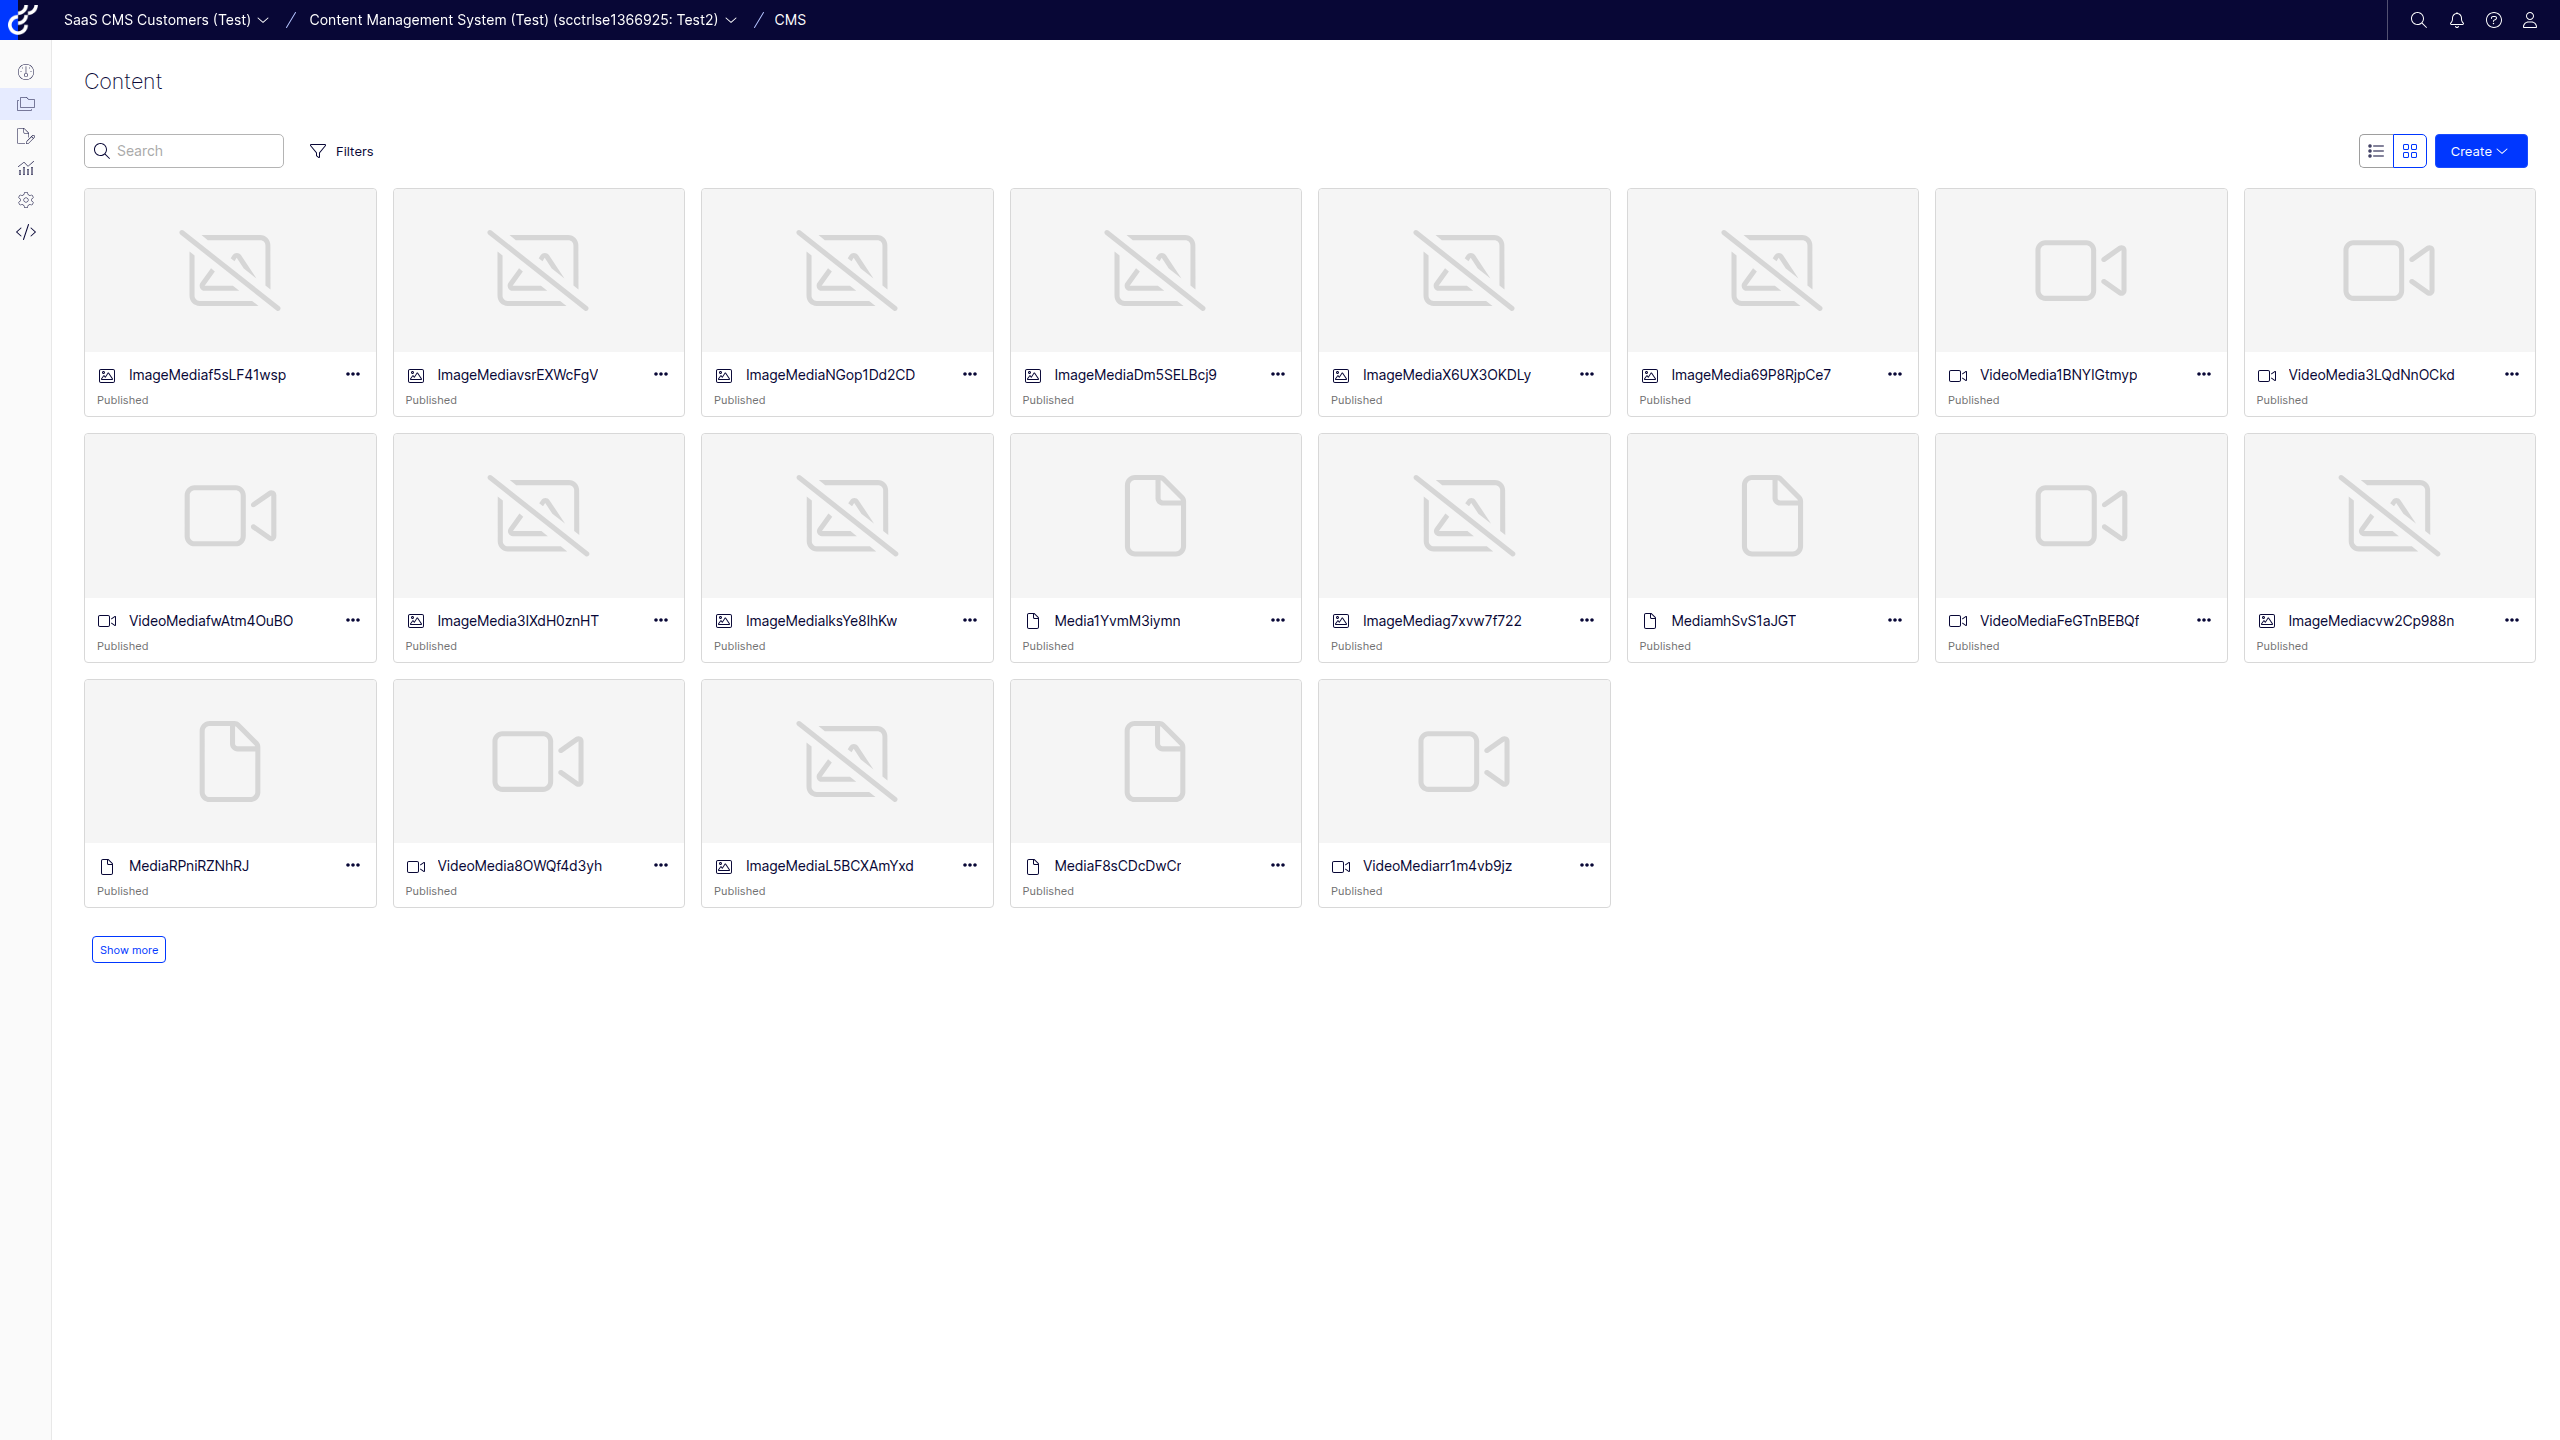 SaaS CMS Customers (Test) / Content Management System (Test) (scctrlse1366925: Test2) / CMS
Content
Search
Filters
Create
ImageMediaf5sLF41wsp
ImageMediavsrEXWcFgV
ImageMediaNGop1Dd2CD
ImageMediaDm5SELBcj9
ImageMediaX6UX3OKDLy
ImageMedia69P8RjpCe7
VideoMedia1BNYIGtmyp
VideoMedia3LQdNnOCkd
Published
Published
Published
Published
Published
Published
Published
Published
VideoMediafwAtm4OuBO
ImageMedia3IXdH0znHT
ImageMedialksYe8lhKw
Media1YvmM3iymn
ImageMediag7xvw7f722
MediamhSvS1aJGT
VideoMediaFeGTnBEBQf
ImageMediacvw2Cp988n
Published
Published
Published
Published
Published
Published
Published
Published
MediaRPniRZNhRJ
VideoMedia8OWQf4d3yh
ImageMediaL5BCXAmYxd
MediaF8sCDcDwCr
VideoMediarr1m4vb9jz
Published
Published
Published
Published
Published
Show more